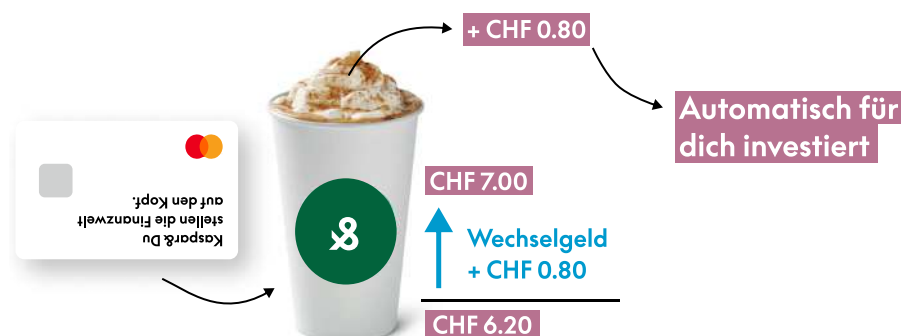 + CHF 0.80
Automatisch für
dich investiert
Kaspar& Du
stellen die Finanzwelt
auf den Kopf.
&
CHF 7.00
Wechselgeld
+ CHF 0.80
CHF 6.20